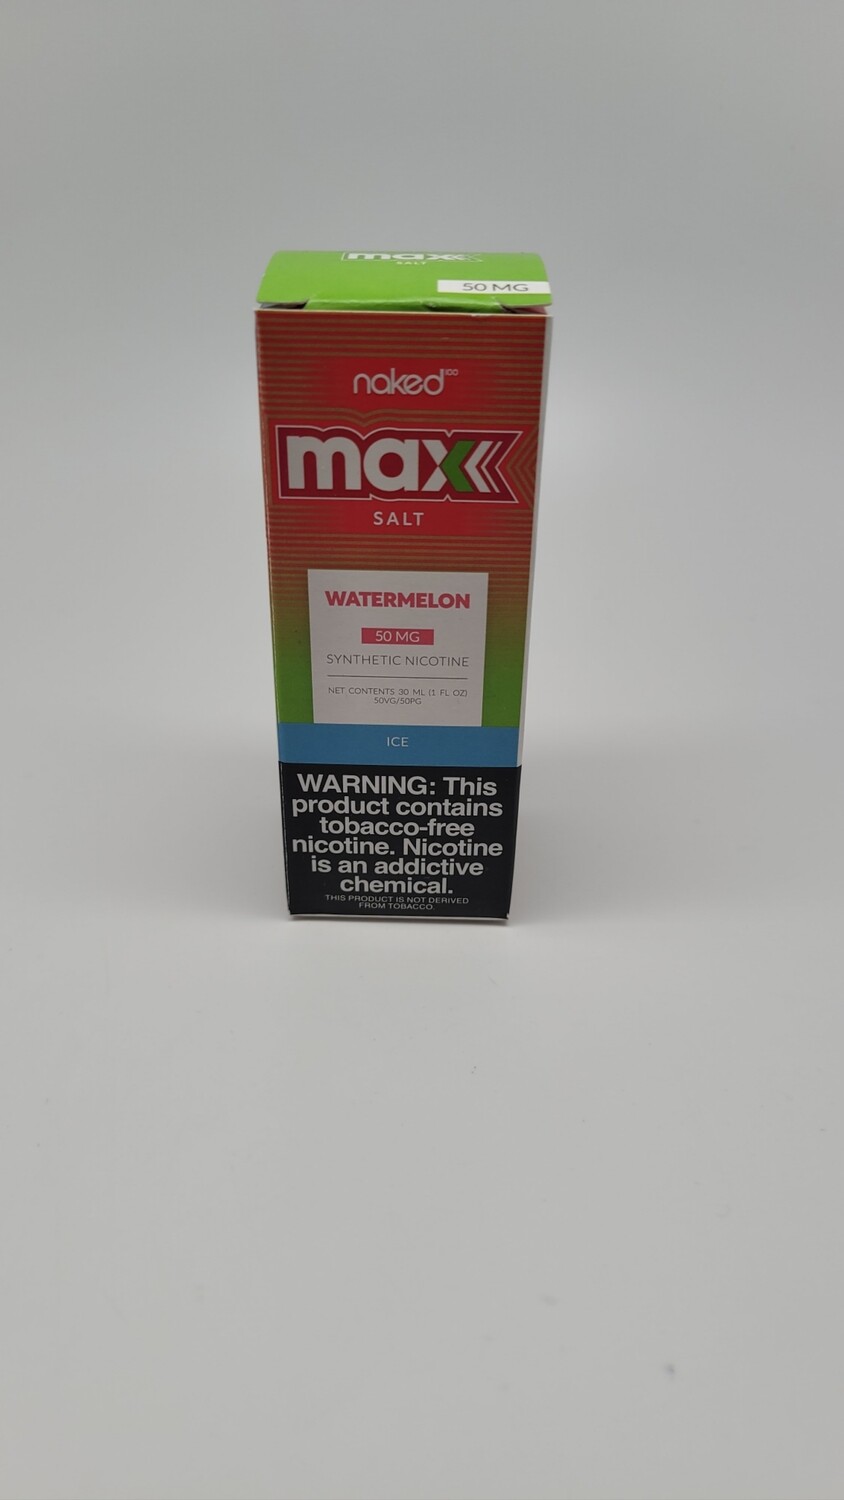 max
SALT
50 MG
naked100
max
SALT
WATERMELON
50 MG
SYNTHETIC NICOTINE
NET CONTENTS 30 ML (1 FL OZ)
50VG/50PG
ICE
WARNING: This
product contains
tobacco-free
nicotine. Nicotine
is an addictive
chemical.
THIS PRODUCT IS NOT DERIVED
FROM TOBACCO.